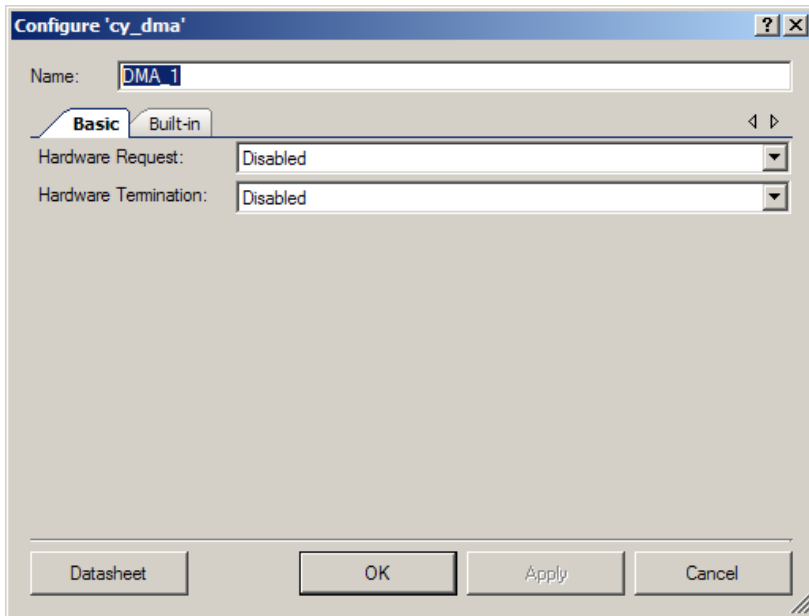 Configure 'cy_dma'
Name: DMA_1
Basic Built-in
Hardware Request: Disabled
Hardware Termination: Disabled
Datasheet OK Apply Cancel